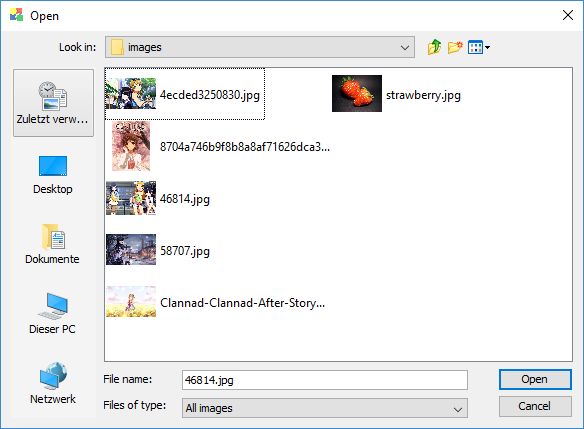 Open
Look in:
images
Zuletzt verw...
Desktop
Dokumente
Dieser PC
Netzwerk
4ecded3250830.jpg
8704a746b9f8b8a8af71626dca3...
46814.jpg
58707.jpg
Clannad-Clannad-After-Story...
strawberry.jpg
File name:
46814.jpg
Open
Files of type:
All images
Cancel